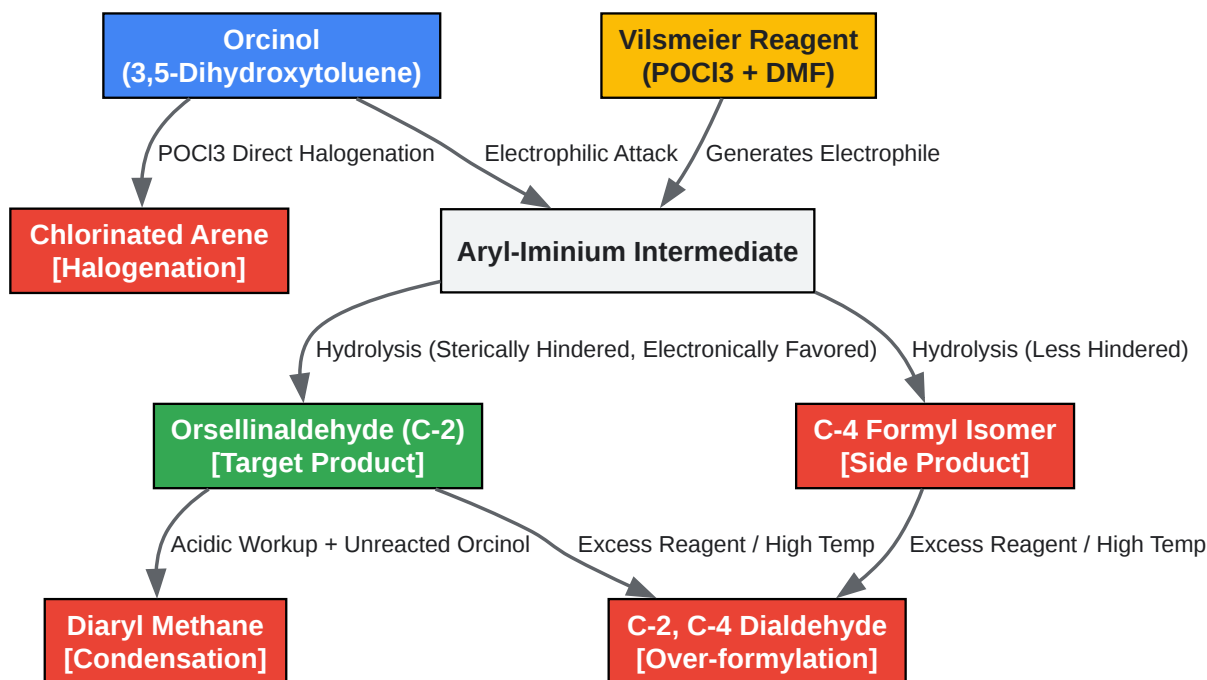 Orcinol
(3,5-Dihydroxytoluene)
Vilsmeier Reagent
(POCl3 + DMF)
POCl3 Direct Halogenation
Electrophilic Attack
Generates Electrophile
Chlorinated Arene
[Halogenation]
Aryl-Iminium Intermediate
Hydrolysis (Sterically Hindered, Electronically Favored)
Hydrolysis (Less Hindered)
Orsellinaldehyde (C-2)
[Target Product]
C-4 Formyl Isomer
[Side Product]
Acidic Workup + Unreacted Orcinol
Excess Reagent / High Temp
Excess Reagent / High Temp
Diaryl Methane
[Condensation]
C-2, C-4 Dialdehyde
[Over-formylation]